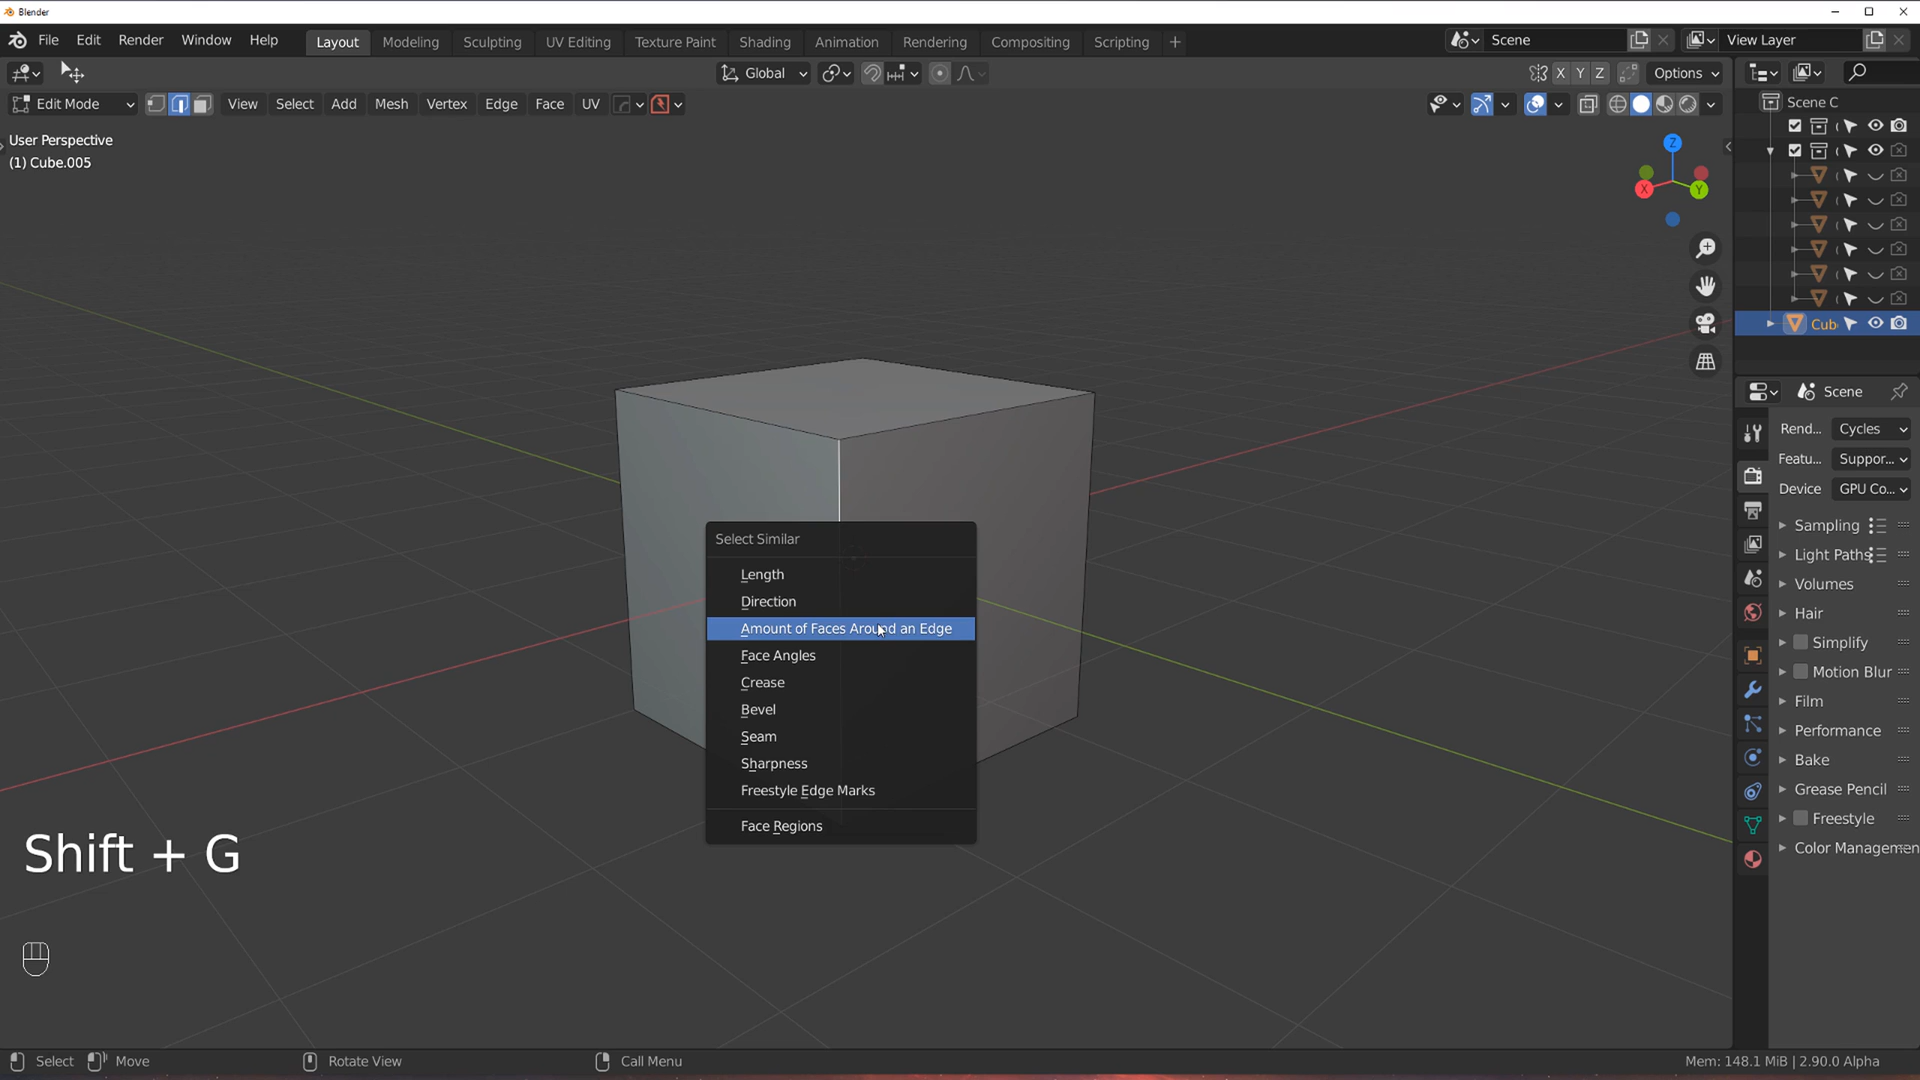 Blender
File Edit Render Window Help Layout Modeling Sculpting UV Editing Texture Paint Shading Animation Rendering Compositing Scripting + Scene View Layer
Global X Y Z Options
Edit Mode View Select Add Mesh Vertex Edge Face UV
Scene C
User Perspective
(1) Cube.005
Z
X Y
Cub
Scene
Rend... Cycles
Featu... Suppor...
Device GPU Co...
Sampling
Light Paths
Volumes
Hair
Simplify
Motion Blur
Film
Performance
Bake
Grease Pencil
Freestyle
Color Managemen
Select Similar
Length
Direction
Amount of Faces Around an Edge
Face Angles
Crease
Bevel
Seam
Sharpness
Freestyle Edge Marks
Face Regions
Shift + G
Select Move Rotate View Call Menu Mem: 148.1 MiB | 2.90.0 Alpha